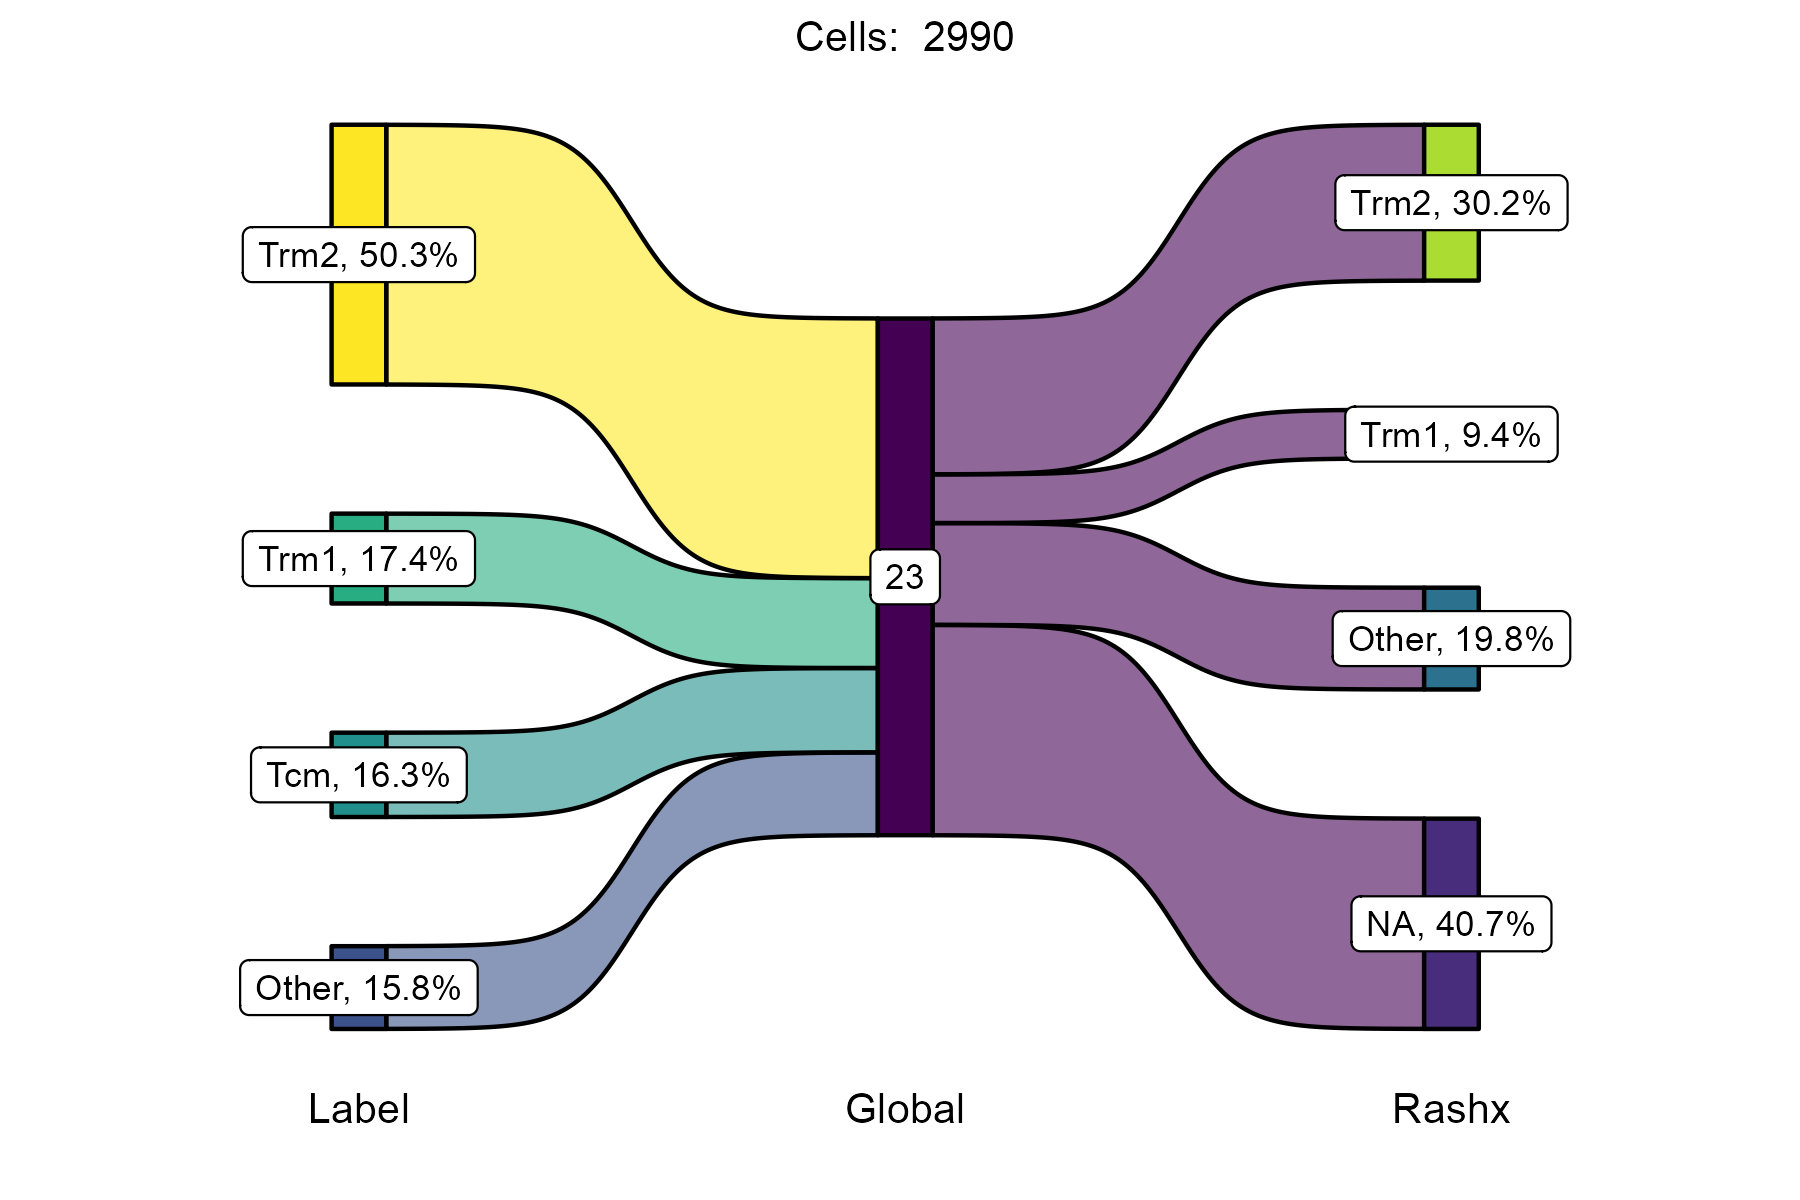 Cells:  2990
Trm2, 50.3%
Trm1, 17.4%
Tcm, 16.3%
Other, 15.8%
23
Trm2, 30.2%
Trm1, 9.4%
Other, 19.8%
NA, 40.7%
Label
Global
Rashx